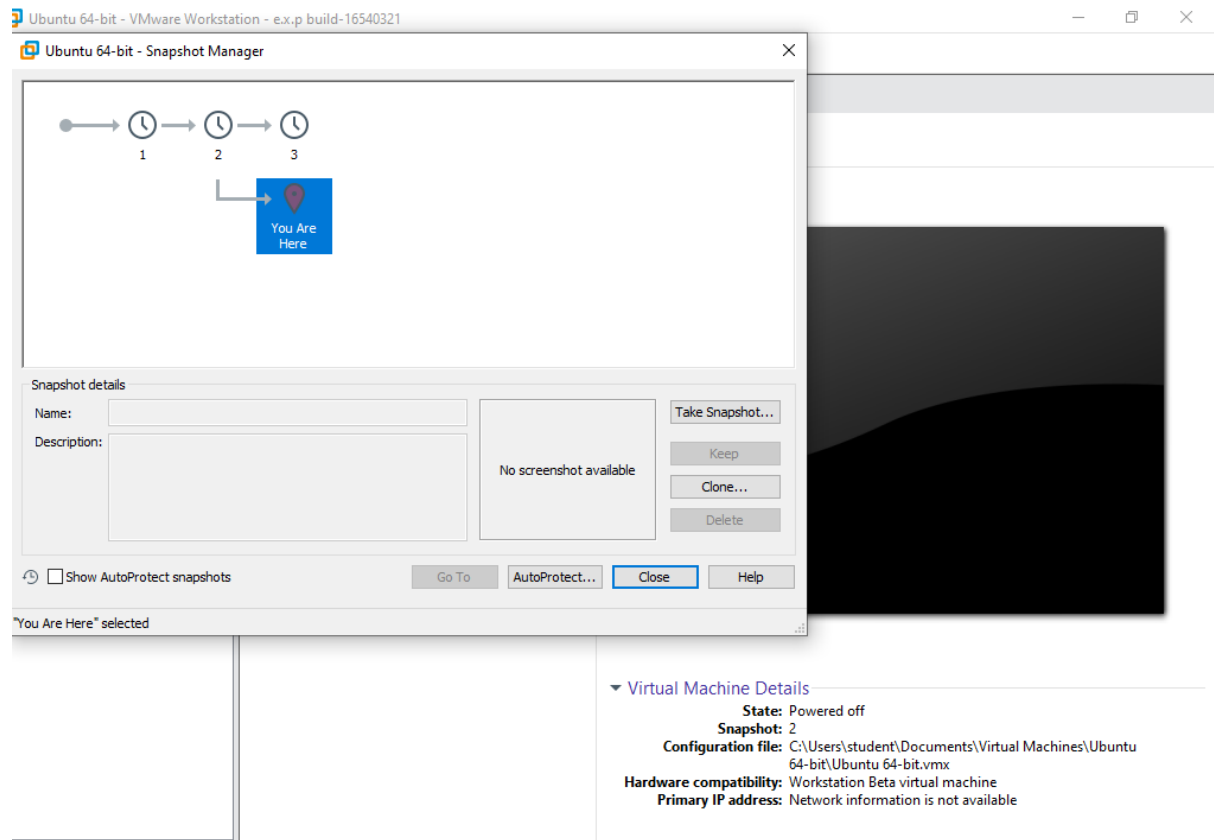 Ubuntu 64-bit - VMware Workstation - e.x.p build-16540321
Ubuntu 64-bit - Snapshot Manager
1 2 3
You Are
Here
Snapshot details
Name:
Take Snapshot...
Description:
No screenshot available
Keep
Clone...
Delete
Show AutoProtect snapshots
Go To AutoProtect... Close Help
"You Are Here" selected
Virtual Machine Details
State: Powered off
Snapshot: 2
Configuration file: C:\Users\student\Documents\Virtual Machines\Ubuntu
64-bit\Ubuntu 64-bit.vmx
Hardware compatibility: Workstation Beta virtual machine
Primary IP address: Network information is not available